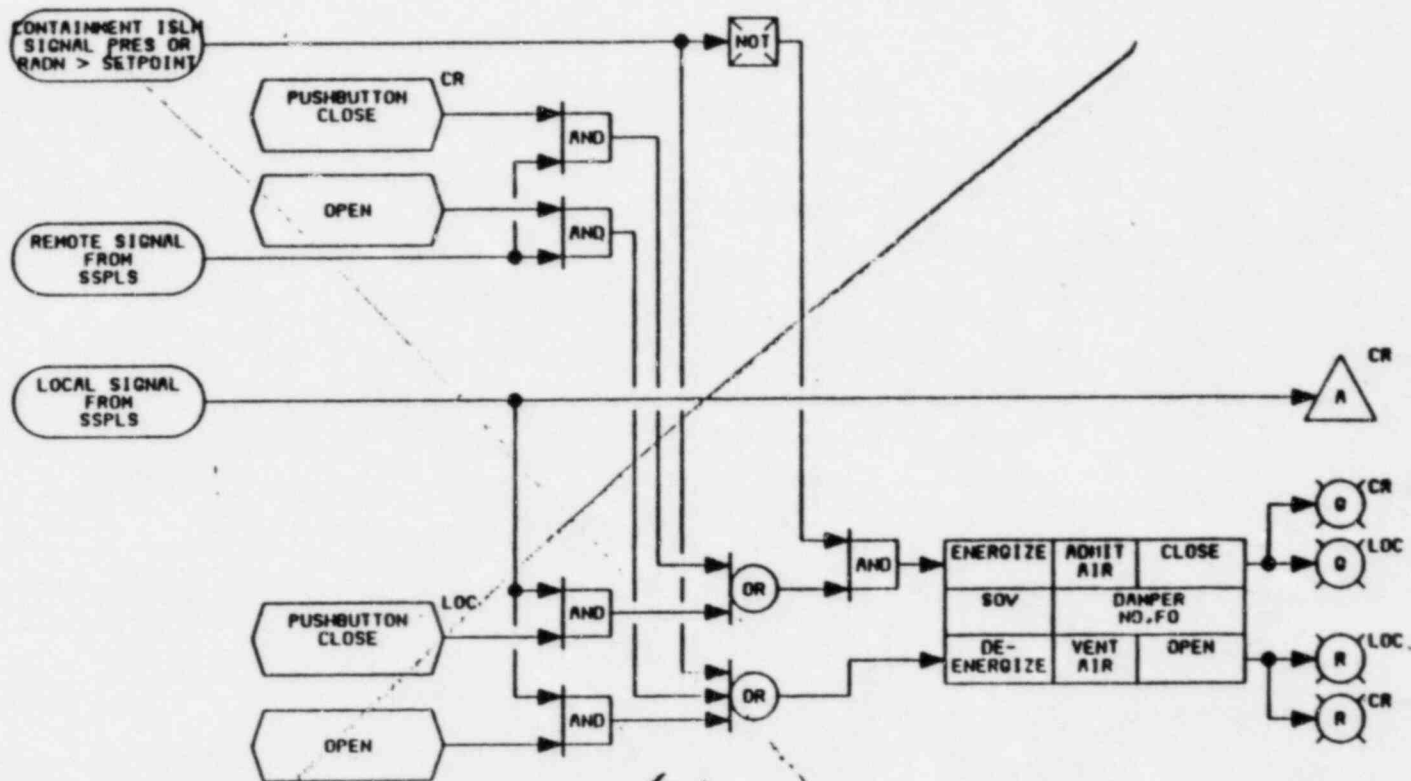 CONTAINMENT ISLN
SIGNAL PRES OR
RADN > SETPOINT
NOT
CR
PUSHBUTTON
CLOSE
AND
OPEN
AND
REMOTE SIGNAL
FROM
SSPLS
LOCAL SIGNAL
FROM
SSPLS
CR
A
CR
G
LOC
G
ENERGIZE
ADMIT
AIR
CLOSE
AND
OR
SOV
DAMPER
NO.FO
LOC
PUSHBUTTON
CLOSE
AND
DE-
ENERGIZE
VENT
AIR
OPEN
LOC
R
CR
R
OR
AND
OPEN